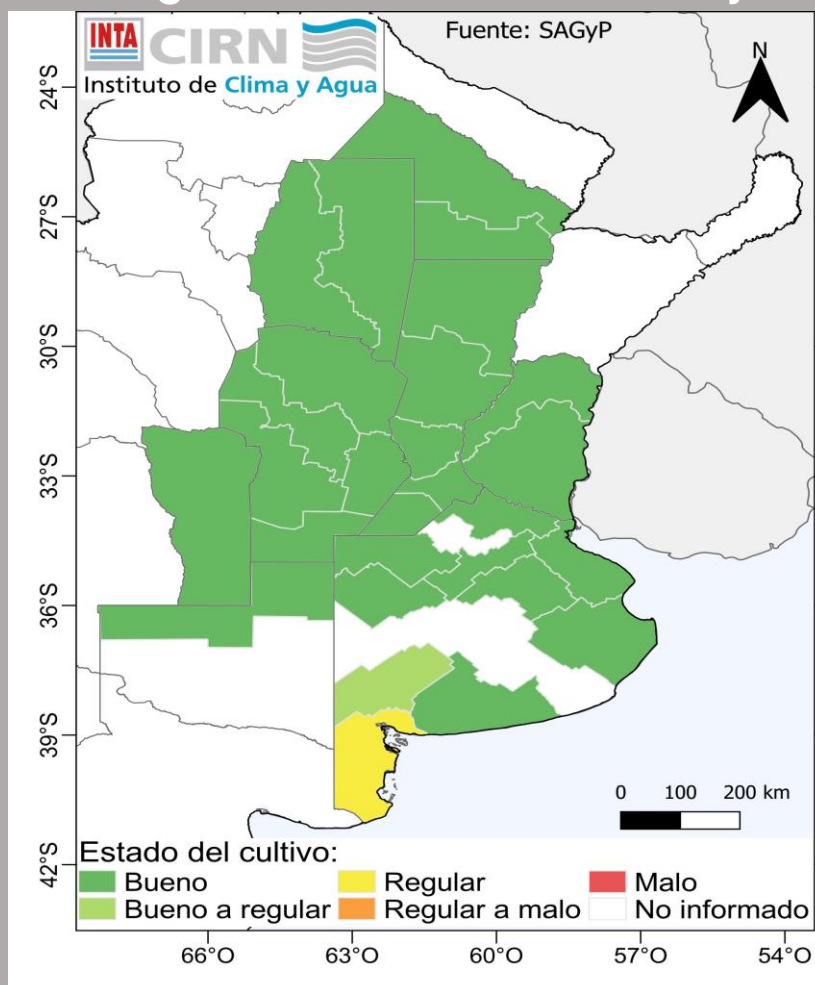 INTA CIRN
Instituto de Clima y Agua
Fuente: SAGyP
N
24°S
27°S
30°S
33°S
36°S
39°S
42°S
0 100 200 km
Estado del cultivo:
Bueno Regular Malo
Bueno a regular Regular a malo No informado
66°O 63°O 60°O 57°O 54°O